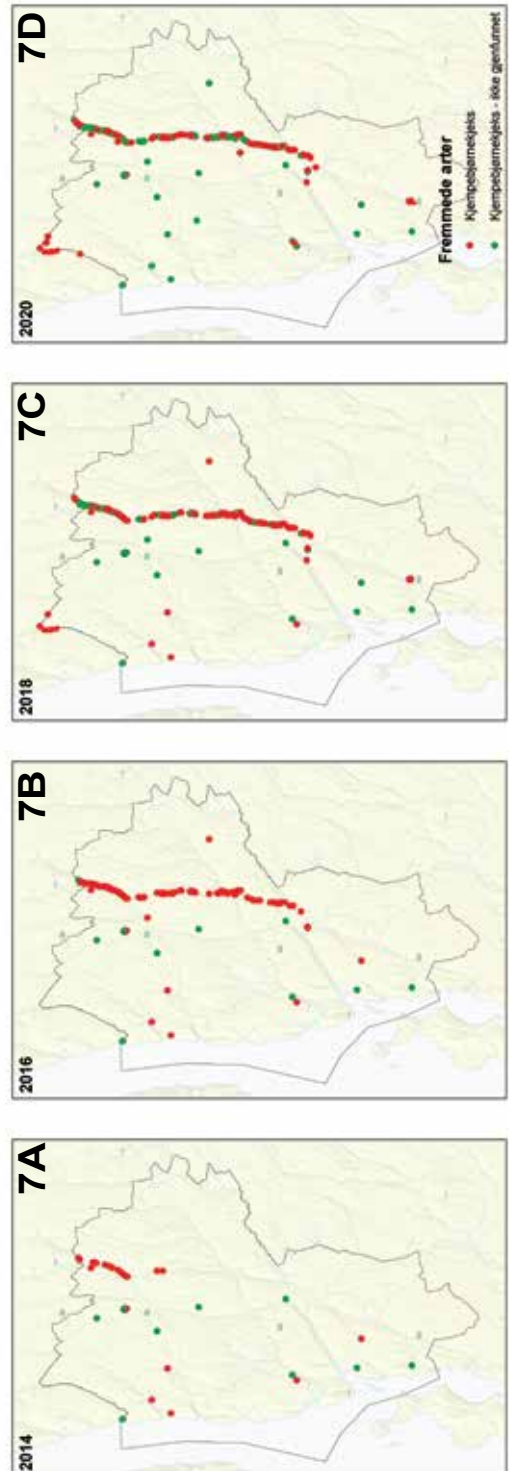 2014
7A
2016
7B
2018
7C
2020
7D
Fremmede arter
Kjempebjørnekjeks
Kjempebjørnekjeks - ikke gjenfunnet